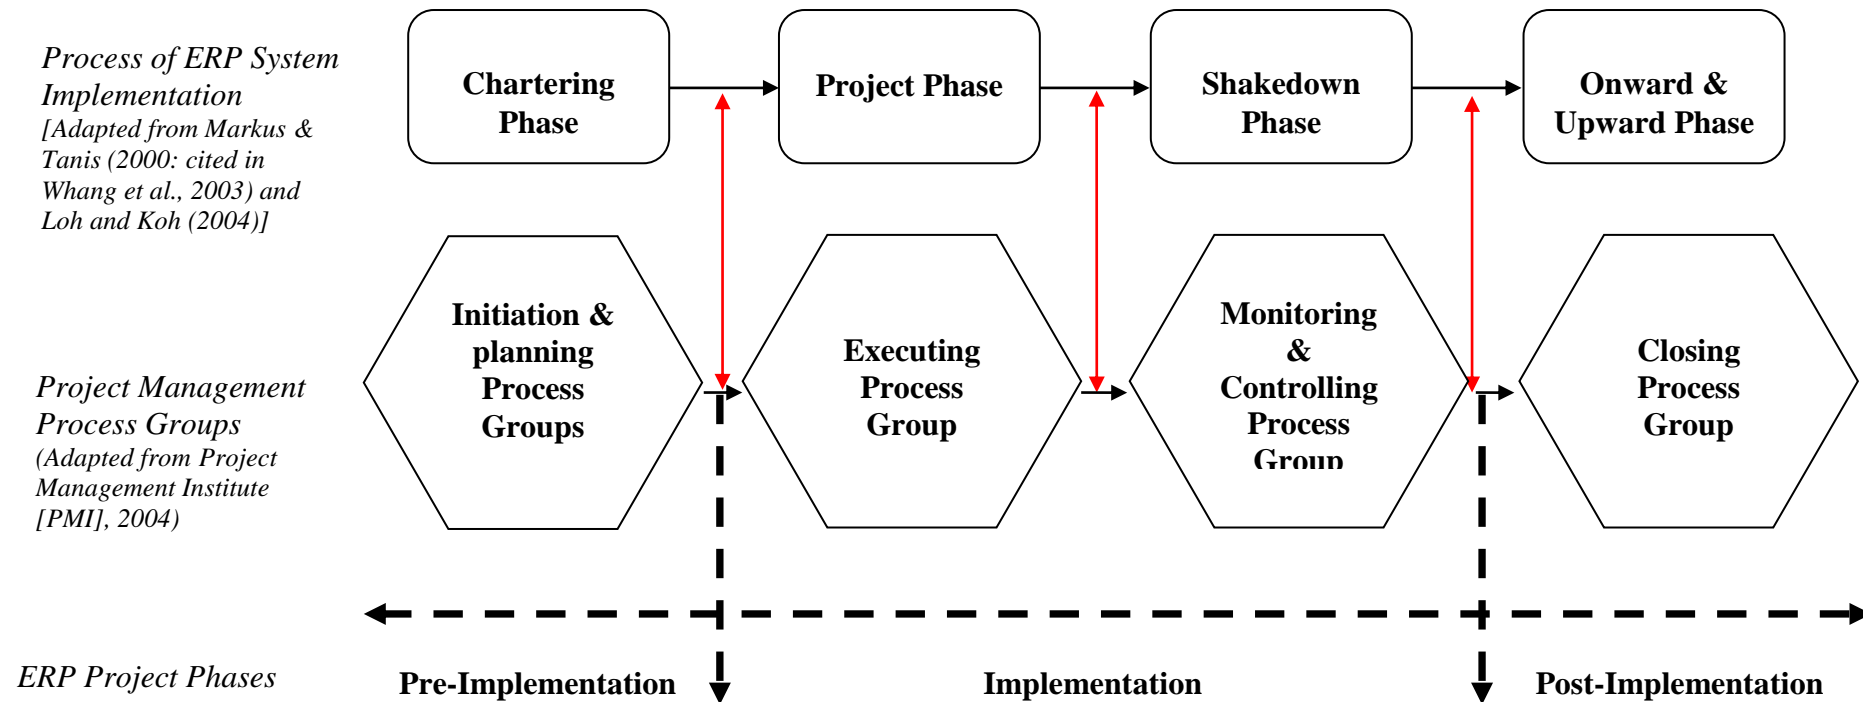 Process of ERP System
Implementation
[Adapted from Markus &
Tanis (2000: cited in
Whang et al., 2003) and
Loh and Koh (2004)]
Chartering
Phase
Project Phase
Shakedown
Phase
Onward &
Upward Phase
Project Management
Process Groups
(Adapted from Project
Management Institute
[PMI], 2004)
Initiation &
planning
Process
Groups
Executing
Process
Group
Monitoring
&
Controlling
Process
Group
Closing
Process
Group
ERP Project Phases
Pre-Implementation
Implementation
Post-Implementation